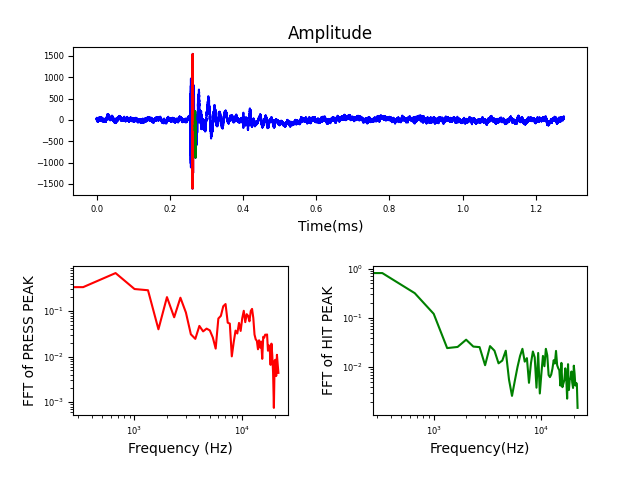 Amplitude
1500
1000
500
0
−500
−1000
−1500
0.0 0.2 0.4 0.6 0.8 1.0 1.2
Time(ms)
FFT of PRESS PEAK
10⁻¹
10⁻²
10⁻³
10³ 10⁴
Frequency (Hz)
FFT of HIT PEAK
10⁰
10⁻¹
10⁻²
10³ 10⁴
Frequency(Hz)